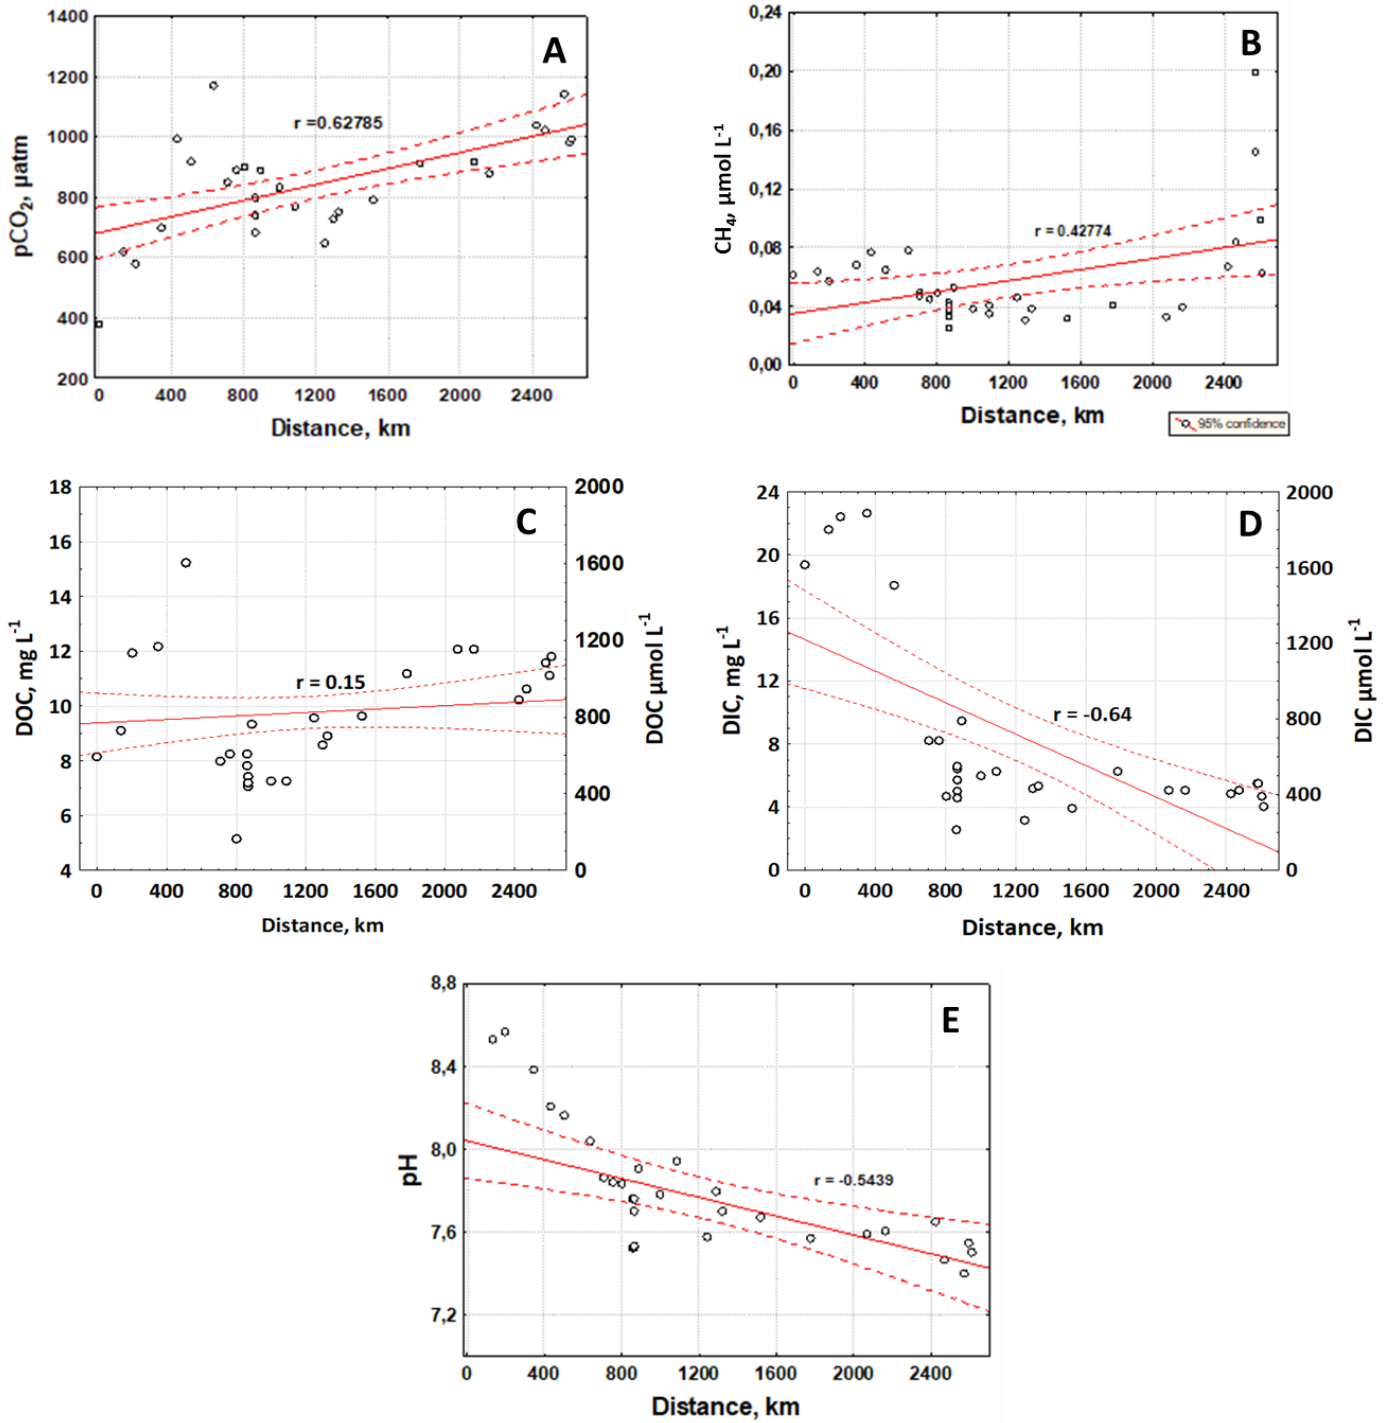 A
1400
1200
1000
800
600
400
200
pCO₂, µatm
r =0.62785
0 400 800 1200 1600 2000 2400
Distance, km
B
0,24
0,20
0,16
0,12
0,08
0,04
0,00
CH₄, µmol L⁻¹
r = 0.42774
0 400 800 1200 1600 2000 2400
Distance, km
95% confidence
C
18
16
14
12
10
8
6
4
DOC, mg L⁻¹
r = 0.15
2000
1600
1200
800
400
0
DOC µmol L⁻¹
0 400 800 1200 1600 2000 2400
Distance, km
D
24
20
16
12
8
4
0
DIC, mg L⁻¹
r = -0.64
2000
1600
1200
800
400
0
DIC µmol L⁻¹
0 400 800 1200 1600 2000 2400
Distance, km
E
8,8
8,4
8,0
7,6
7,2
pH
r = -0.5439
0 400 800 1200 1600 2000 2400
Distance, km